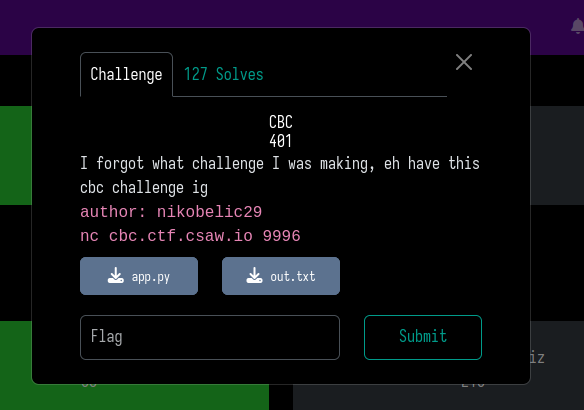 Challenge
127 Solves
CBC
401
I forgot what challenge I was making, eh have this
cbc challenge ig
author: nikobelic29
nc cbc.ctf.csaw.io 9996
app.py
out.txt
Flag
Submit
iz